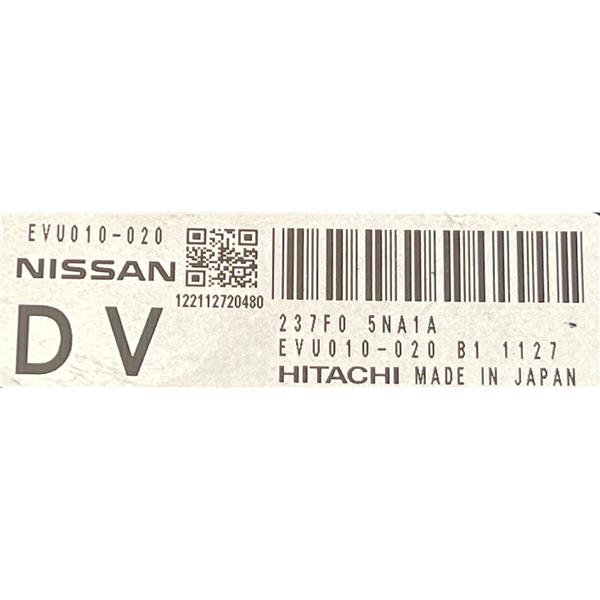 EVU010-020
NISSAN
122112720480
D V
237F0 5NA1A
EVU010-020 B1 1127
HITACHI MADE IN JAPAN